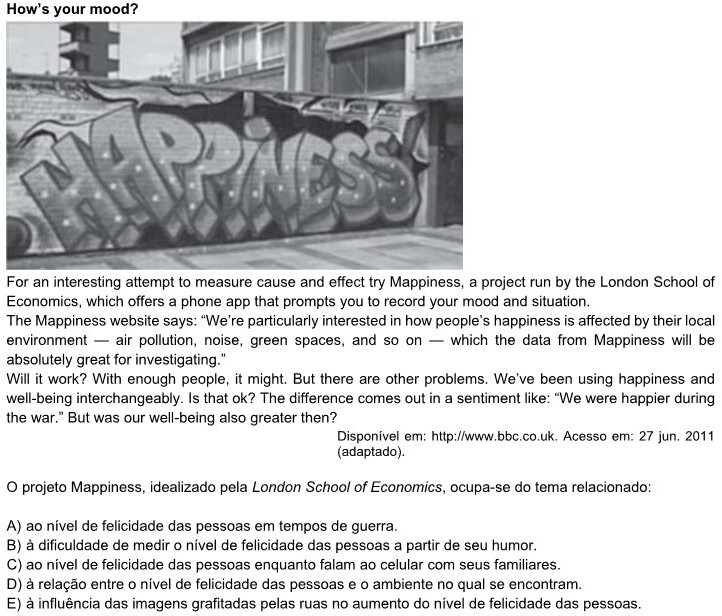 How's your mood?
HAPPINESS
For an interesting attempt to measure cause and effect try Mappiness, a project run by the London School of
Economics, which offers a phone app that prompts you to record your mood and situation.
The Mappiness website says: “We're particularly interested in how people's happiness is affected by their local
environment — air pollution, noise, green spaces, and so on — which the data from Mappiness will be
absolutely great for investigating.”
Will it work? With enough people, it might. But there are other problems. We've been using happiness and
well-being interchangeably. Is that ok? The difference comes out in a sentiment like: “We were happier during
the war.” But was our well-being also greater then?
Disponível em: http://www.bbc.co.uk. Acesso em: 27 jun. 2011
(adaptado).
O projeto Mappiness, idealizado pela London School of Economics, ocupa-se do tema relacionado:
A) ao nível de felicidade das pessoas em tempos de guerra.
B) à dificuldade de medir o nível de felicidade das pessoas a partir de seu humor.
C) ao nível de felicidade das pessoas enquanto falam ao celular com seus familiares.
D) à relação entre o nível de felicidade das pessoas e o ambiente no qual se encontram.
E) à influência das imagens grafitadas pelas ruas no aumento do nível de felicidade das pessoas.